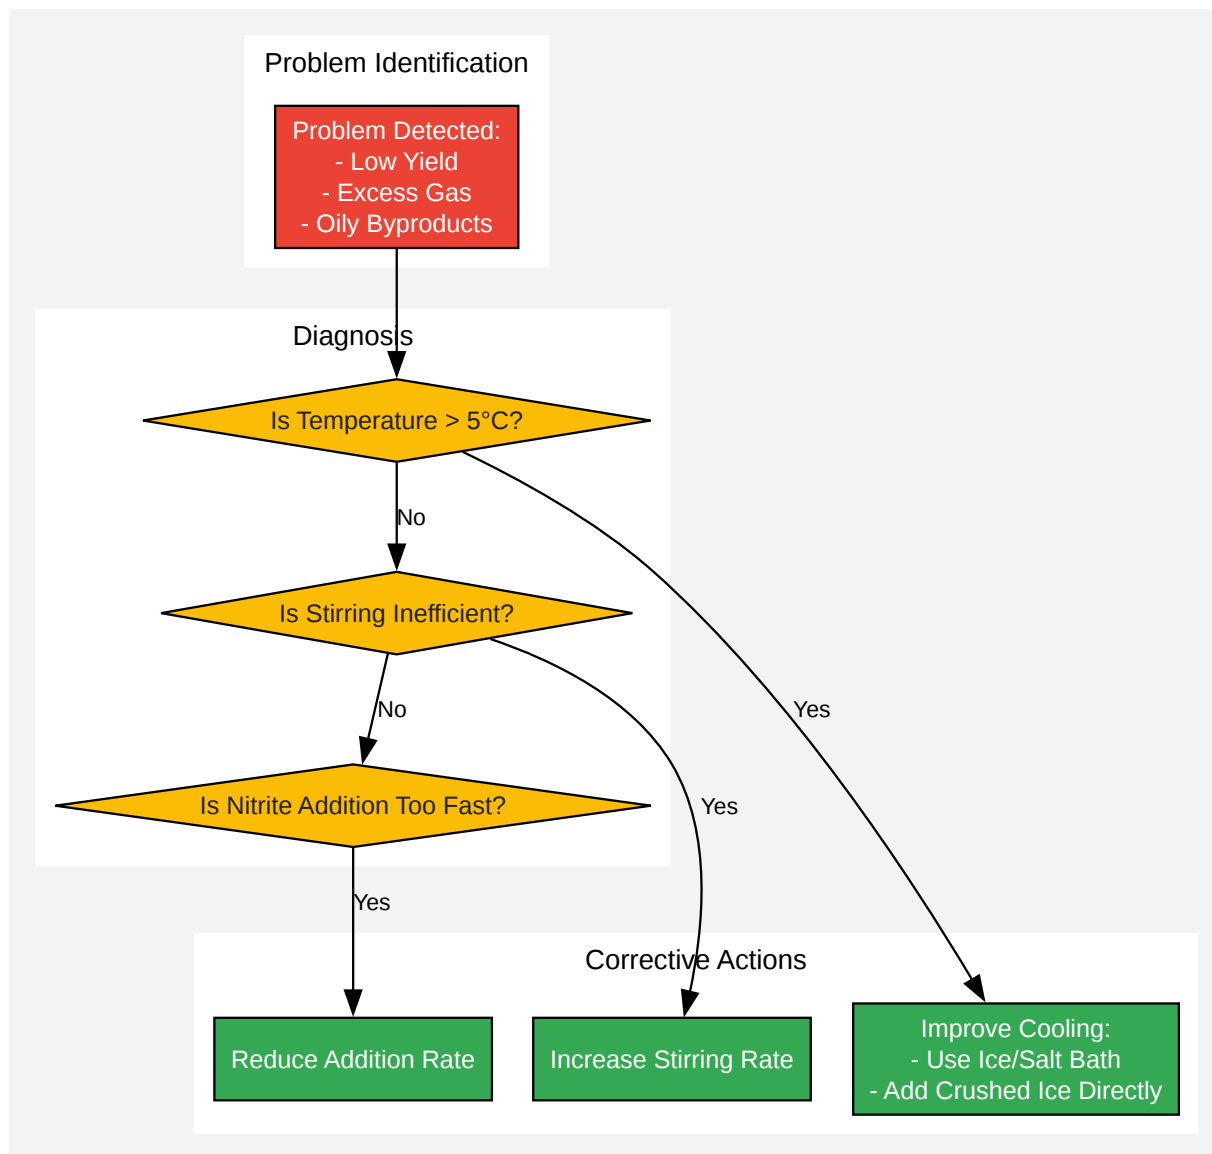 Problem Identification
Problem Detected:
- Low Yield
- Excess Gas
- Oily Byproducts
Diagnosis
Is Temperature > 5°C?
No
Is Stirring Inefficient?
No
Yes
Is Nitrite Addition Too Fast?
Yes
Yes
Corrective Actions
Reduce Addition Rate
Increase Stirring Rate
Improve Cooling:
- Use Ice/Salt Bath
- Add Crushed Ice Directly